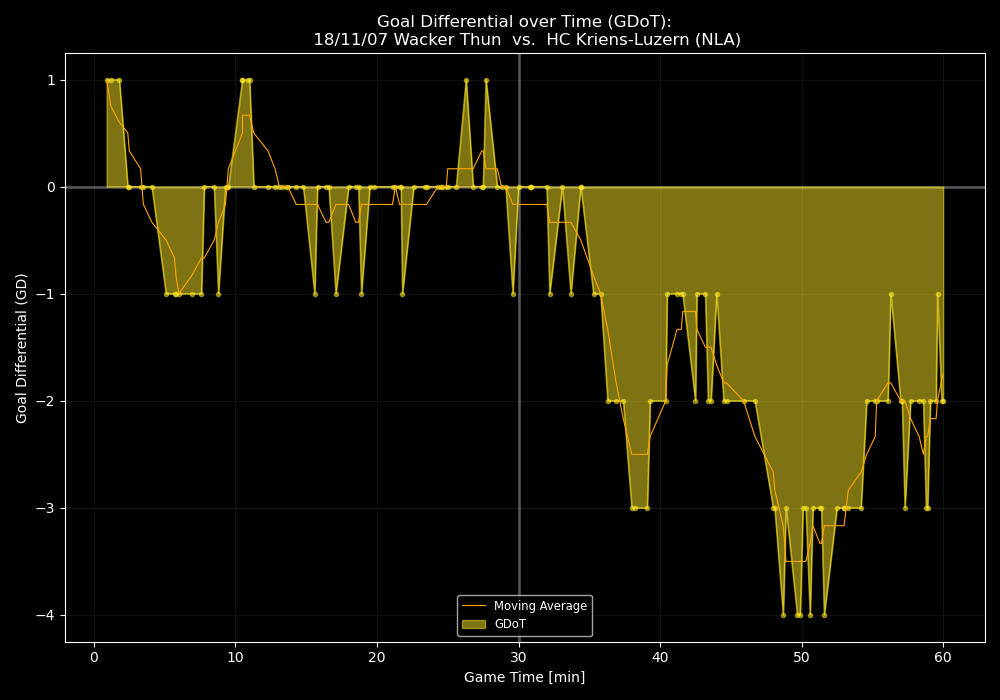 Goal Differential over Time (GDoT):
18/11/07 Wacker Thun  vs.  HC Kriens-Luzern (NLA)
Goal Differential (GD)
1
0
−1
−2
−3
−4
0
10
20
30
40
50
60
Game Time [min]
Moving Average
GDoT